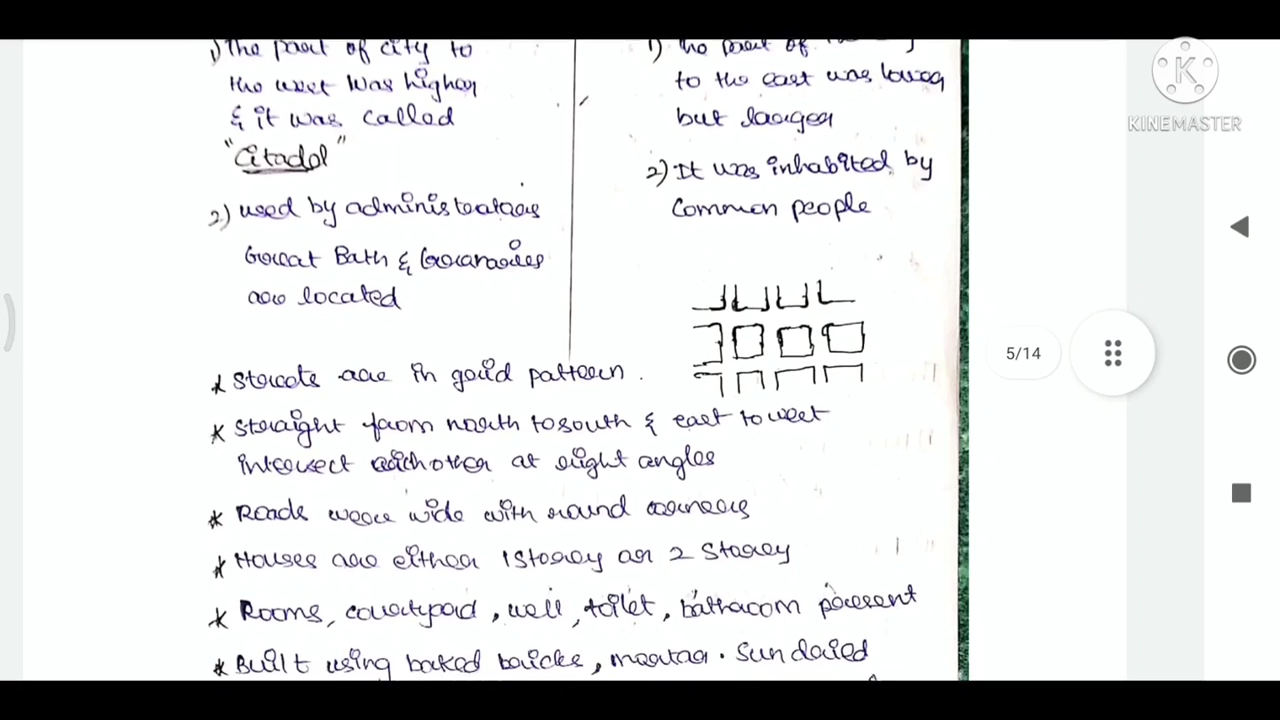 1) The part of city to
the west was higher
& it was called
"Citadel"
2) used by administrators
Great Bath & Granaries
are located
1) the part of
to the east was lower
but larger
2) It was inhabited by
Common people
* Streets are in grid pattern.
* Straight from north to south & east to west
intersect each other at right angles
* Roads were wide with round corners
* Houses are either 1 Storey or 2 Storey
* Rooms, courtyard, well, toilet, bathroom present
* Built using baked bricks, mortar. Sun dried
K
KINEMASTER
5/14